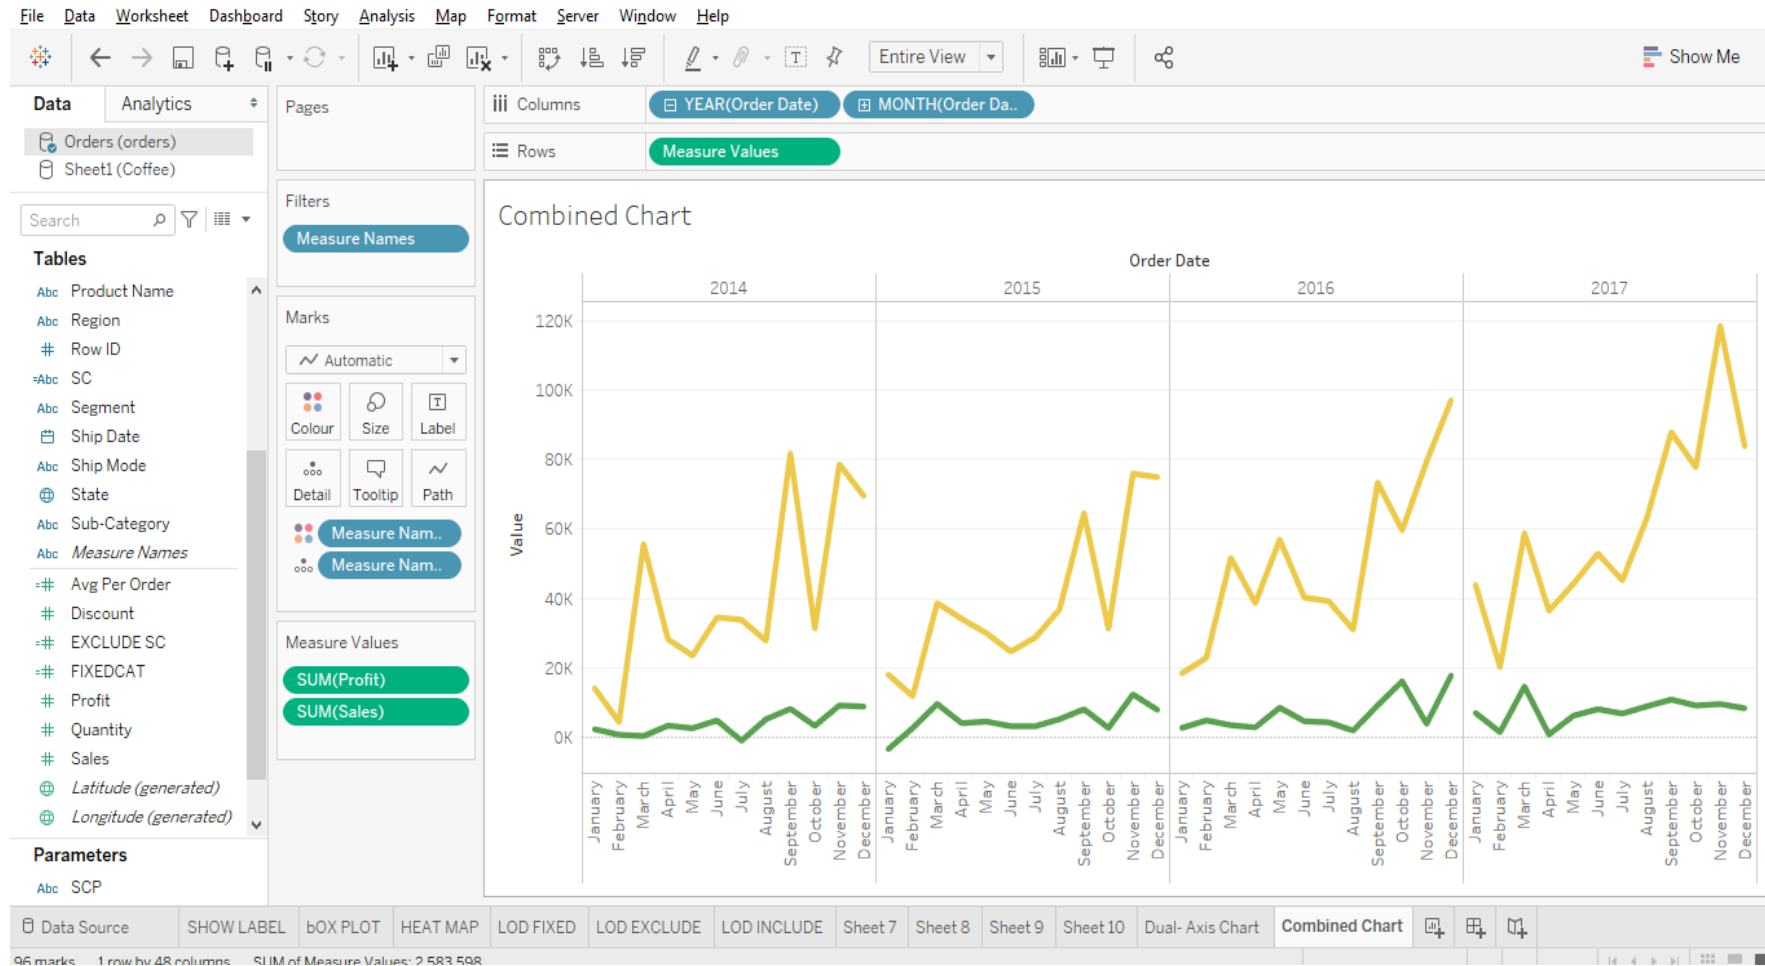 File Data Worksheet Dashboard Story Analysis Map Format Server Window Help
Entire View
Show Me
Data Analytics
Orders (orders)
Sheet1 (Coffee)
Search
Tables
Abc Product Name
Abc Region
# Row ID
=Abc SC
Abc Segment
Ship Date
Abc Ship Mode
State
Abc Sub-Category
Abc Measure Names
=# Avg Per Order
# Discount
=# EXCLUDE SC
=# FIXEDCAT
# Profit
# Quantity
# Sales
Latitude (generated)
Longitude (generated)
Parameters
Abc SCP
Pages
Filters
Measure Names
Marks
Automatic
Colour Size Label
Detail Tooltip Path
Measure Nam..
Measure Nam..
Measure Values
SUM(Profit)
SUM(Sales)
Columns YEAR(Order Date) MONTH(Order Da..
Rows Measure Values
Combined Chart
Order Date
2014 2015 2016 2017
Value
120K
100K
80K
60K
40K
20K
0K
January February March April May June July August September October November December January February March April May June July August September October November December January February March April May June July August September October November December January February March April May June July August September October November December
Data Source SHOW LABEL bOX PLOT HEAT MAP LOD FIXED LOD EXCLUDE LOD INCLUDE Sheet 7 Sheet 8 Sheet 9 Sheet 10 Dual- Axis Chart Combined Chart
96 marks 1 row by 48 columns SUM of Measure Values: 2,583,598